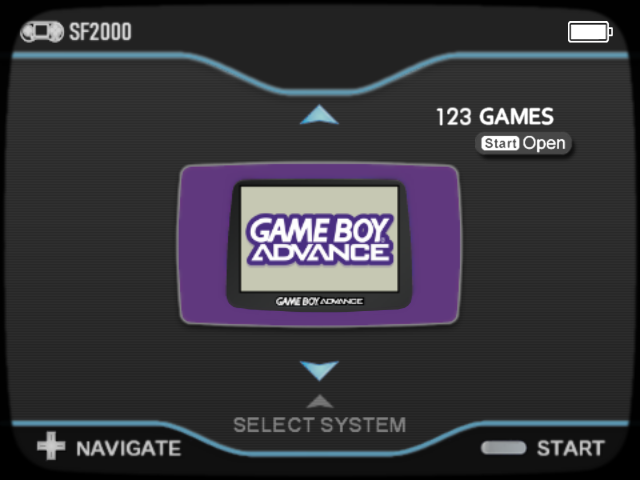 SF2000
123 GAMES
Start Open
GAME BOY
ADVANCE
GAME BOY ADVANCE
SELECT SYSTEM
NAVIGATE
START